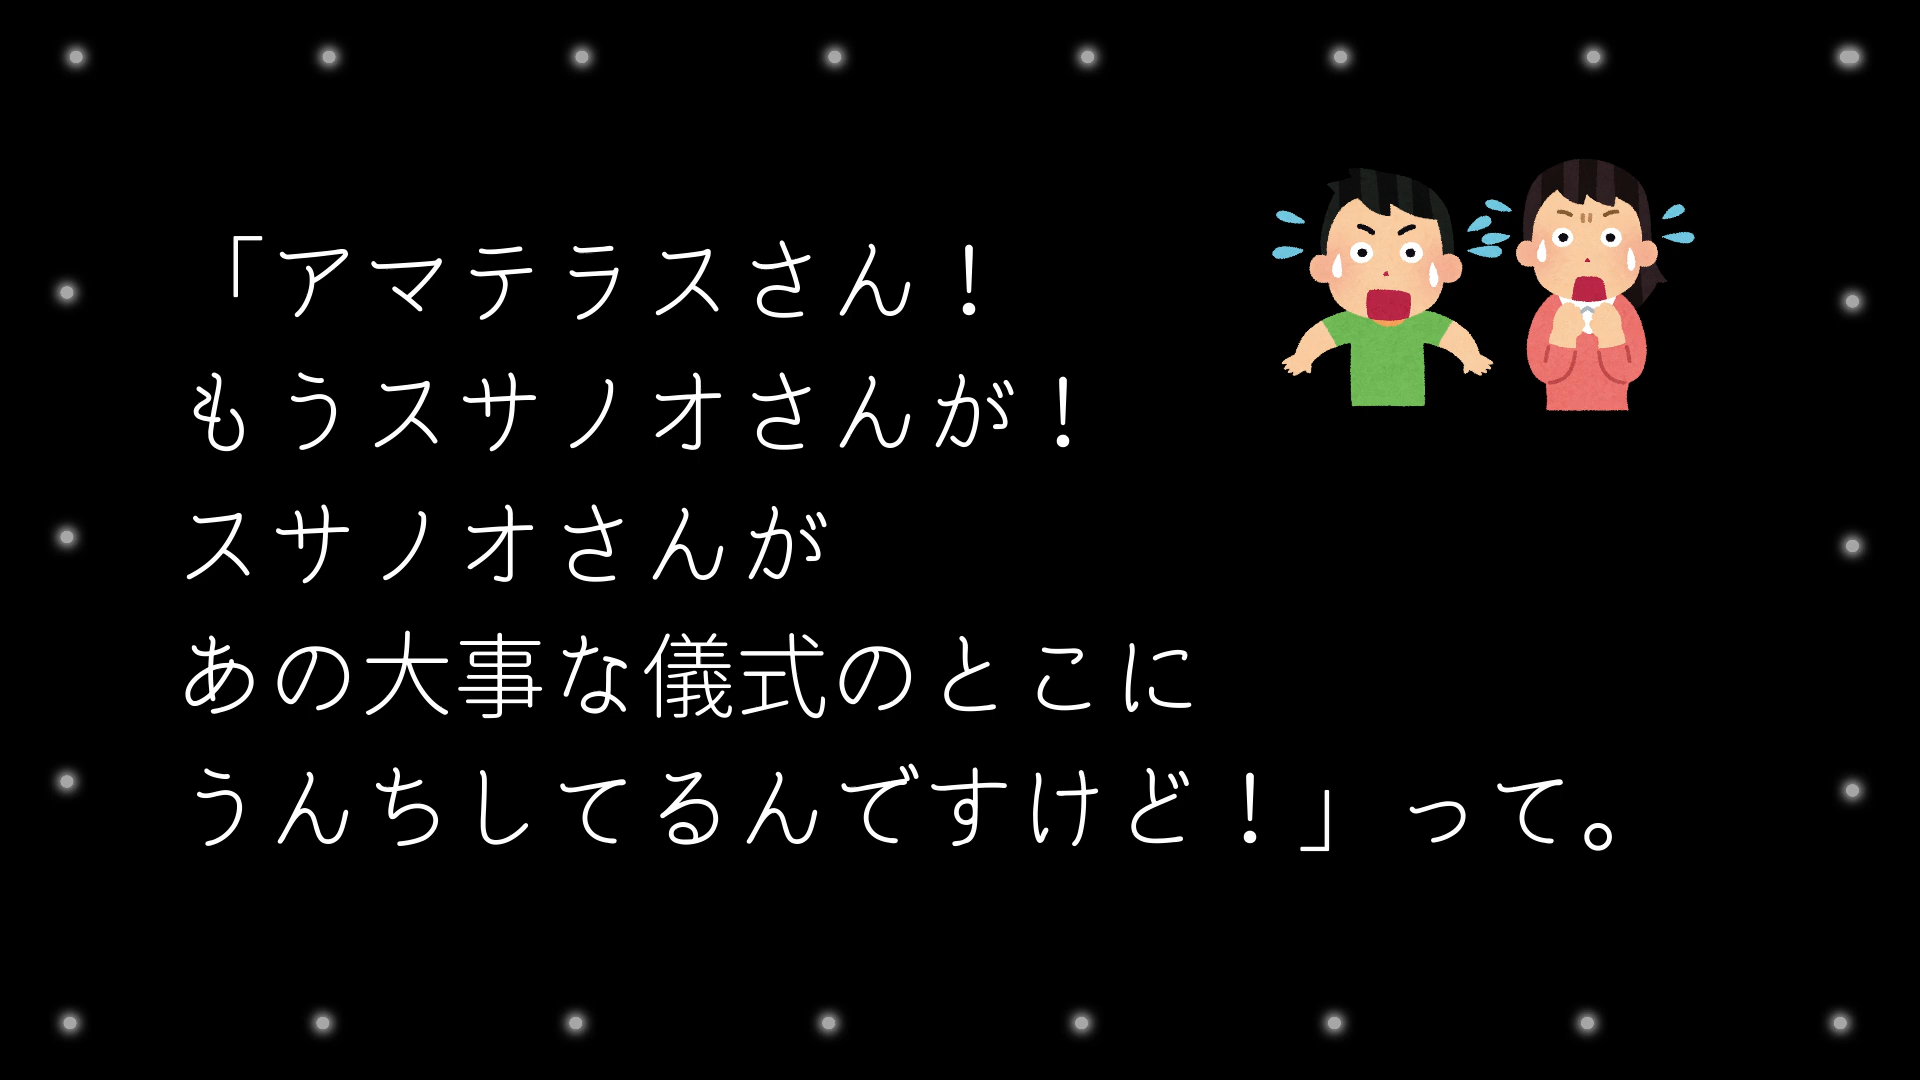 「アマテラスさん！
もうスサノオさんが！
スサノオさんが
あの大事な儀式のとこに
うんちしてるんですけど！」って。